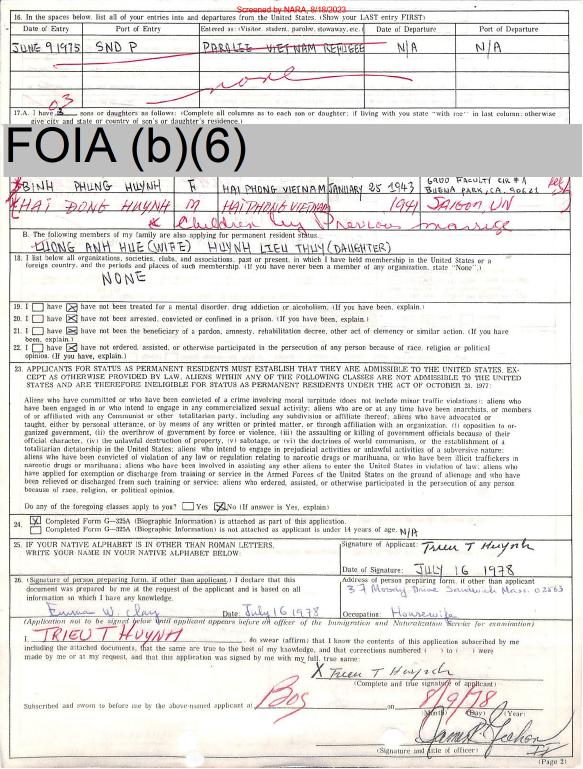 Screened by NARA, 8/18/2023
16. In the spaces below, list all of your entries into and departures from the United States. (Show your LAST entry FIRST)
Date of Entry Port of Entry Entered as: (Visitor, student, parolee, stowaway, etc.) Date of Departure Port of Departure
JUNE 9 1975 SND P PAROLEE VIETNAM REFUGEE N/A N/A
none
03
17.A. I have 3 sons or daughters as follows: (Complete all columns as to each son or daughter; if living with you state "with me" in last column; otherwise
give city and state or country of son's or daughter's residence.)
FOIA (b)(6)
BINH PHUNG HUYNH F HAI PHONG VIETNAM JANUARY 25 1943 6900 FACULTY CIR #1
BUENA PARK, CA. 90621
HAI DONG HUYNH M HAI PHONG VIETNAM 1941 SAIGON, VN
* Children by Previous marriage
B. The following members of my family are also applying for permanent resident status:
LUONG ANH HUE (WIFE) HUYNH LIEU THUY (DAUGHTER)
18. I list below all organizations, societies, clubs, and associations, past or present, in which I have held membership in the United States or a
foreign country, and the periods and places of such membership. (If you have never been a member of any organization, state "None".)
NONE
19. I have have not been treated for a mental disorder, drug addiction or alcoholism. (If you have been, explain.)
20. I have have not been arrested, convicted or confined in a prison. (If you have been, explain.)
21. I have have not been the beneficiary of a pardon, amnesty, rehabilitation decree, other act of clemency or similar action. (If you have
been, explain.)
22. I have have not ordered, assisted, or otherwise participated in the persecution of any person because of race, religion or political
opinion. (If you have, explain.)
23. APPLICANTS FOR STATUS AS PERMANENT RESIDENTS MUST ESTABLISH THAT THEY ARE ADMISSIBLE TO THE UNITED STATES. EX-
CEPT AS OTHERWISE PROVIDED BY LAW, ALIENS WITHIN ANY OF THE FOLLOWING CLASSES ARE NOT ADMISSIBLE TO THE UNITED
STATES AND ARE THEREFORE INELIGIBLE FOR STATUS AS PERMANENT RESIDENTS UNDER THE ACT OF OCTOBER 28, 1977:
Aliens who have committed or who have been convicted of a crime involving moral turpitude (does not include minor traffic violations); aliens who
have been engaged in or who intend to engage in any commercialized sexual activity; aliens who are or at any time have been anarchists, or members
of or affiliated with any Communist or other totalitarian party, including any subdivision or affiliate thereof; aliens who have advocated or
taught, either by personal utterance, or by means of any written or printed matter, or through affiliation with an organization, (i) opposition to or-
ganized government, (ii) the overthrow of government by force or violence, (iii) the assaulting or killing of government officials because of their
official character, (iv) the unlawful destruction of property, (v) sabotage, or (vi) the doctrines of world communism, or the establishment of a
totalitarian dictatorship in the United States; aliens who intend to engage in prejudicial activities or unlawful activities of a subversive nature;
aliens who have been convicted of violation of any law or regulation relating to narcotic drugs or marihuana, or who have been illicit traffickers in
narcotic drugs or marihuana; aliens who have been involved in assisting any other aliens to enter the United States in violation of law; aliens who
have applied for exemption or discharge from training or service in the Armed Forces of the United States on the ground of alienage and who have
been relieved or discharged from such training or service; aliens who ordered, assisted, or otherwise participated in the persecution of any person
because of race, religion, or political opinion.
Do any of the foregoing classes apply to you? Yes No (If answer is Yes, explain)
24. Completed Form G-325A (Biographic Information) is attached as part of this application.
Completed Form G-325A (Biographic Information) is not attached as applicant is under 14 years of age. N/A
25. IF YOUR NATIVE ALPHABET IS IN OTHER THAN ROMAN LETTERS, WRITE YOUR NAME IN YOUR NATIVE ALPHABET BELOW:
Signature of Applicant: Trieu T Huynh
Date of Signature: JULY 16 1978
26. (Signature of person preparing form, if other than applicant.) I declare that this
document was prepared by me at the request of the applicant and is based on all
information on which I have any knowledge.
Emma W. Clay Date: July 16 1978
Address of person preparing form, if other than applicant
37 Moody Drive Sandwich Mass. 02563
Occupation: Housewife
(Application not to be signed below until applicant appears before an officer of the Immigration and Naturalization Service for examination)
I, TRIEU T HUYNH, do swear (affirm) that I know the contents of this application subscribed by me
including the attached documents, that the same are true to the best of my knowledge, and that corrections numbered ( ) to ( ) were
made by me or at my request, and that this application was signed by me with my full, true name:
X Trieu T Huynh
(Complete and true signature of applicant)
Subscribed and sworn to before me by the above-named applicant at Bos on 8/9/78
(Month) (Day) (Year)
(Signature and title of officer)
(Page 2)